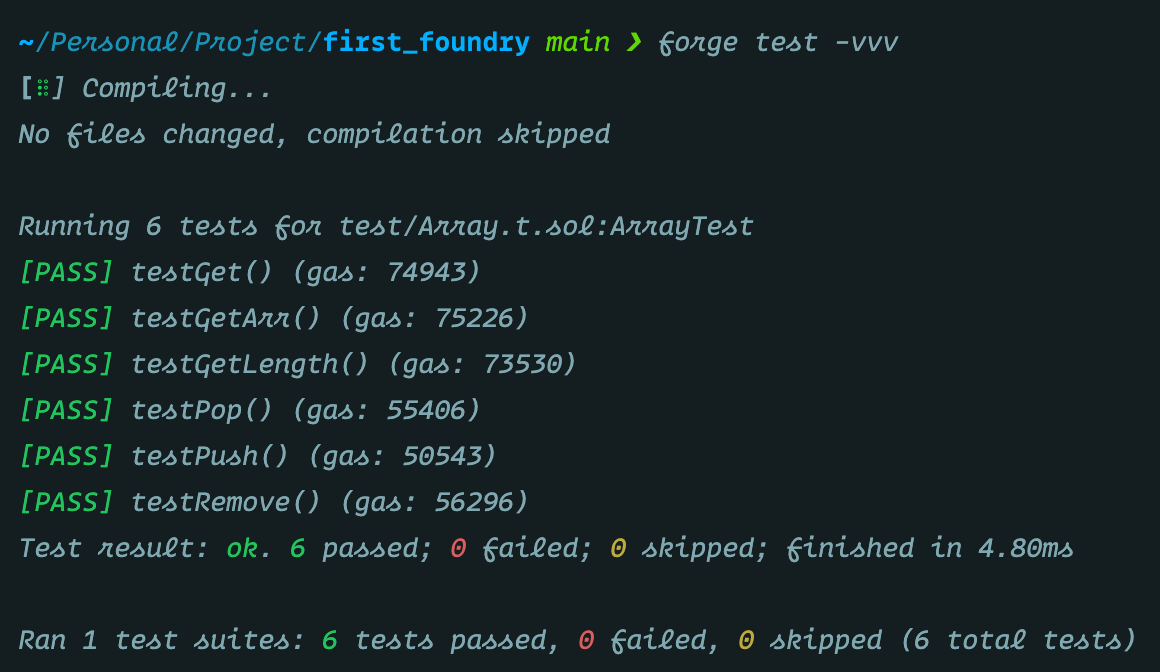 ~/Personal/Project/first_foundry main ❯ forge test -vvv
[⠿] Compiling...
No files changed, compilation skipped
Running 6 tests for test/Array.t.sol:ArrayTest
[PASS] testGet() (gas: 74943)
[PASS] testGetArr() (gas: 75226)
[PASS] testGetLength() (gas: 73530)
[PASS] testPop() (gas: 55406)
[PASS] testPush() (gas: 50543)
[PASS] testRemove() (gas: 56296)
Test result: ok. 6 passed; 0 failed; 0 skipped; finished in 4.80ms
Ran 1 test suites: 6 tests passed, 0 failed, 0 skipped (6 total tests)